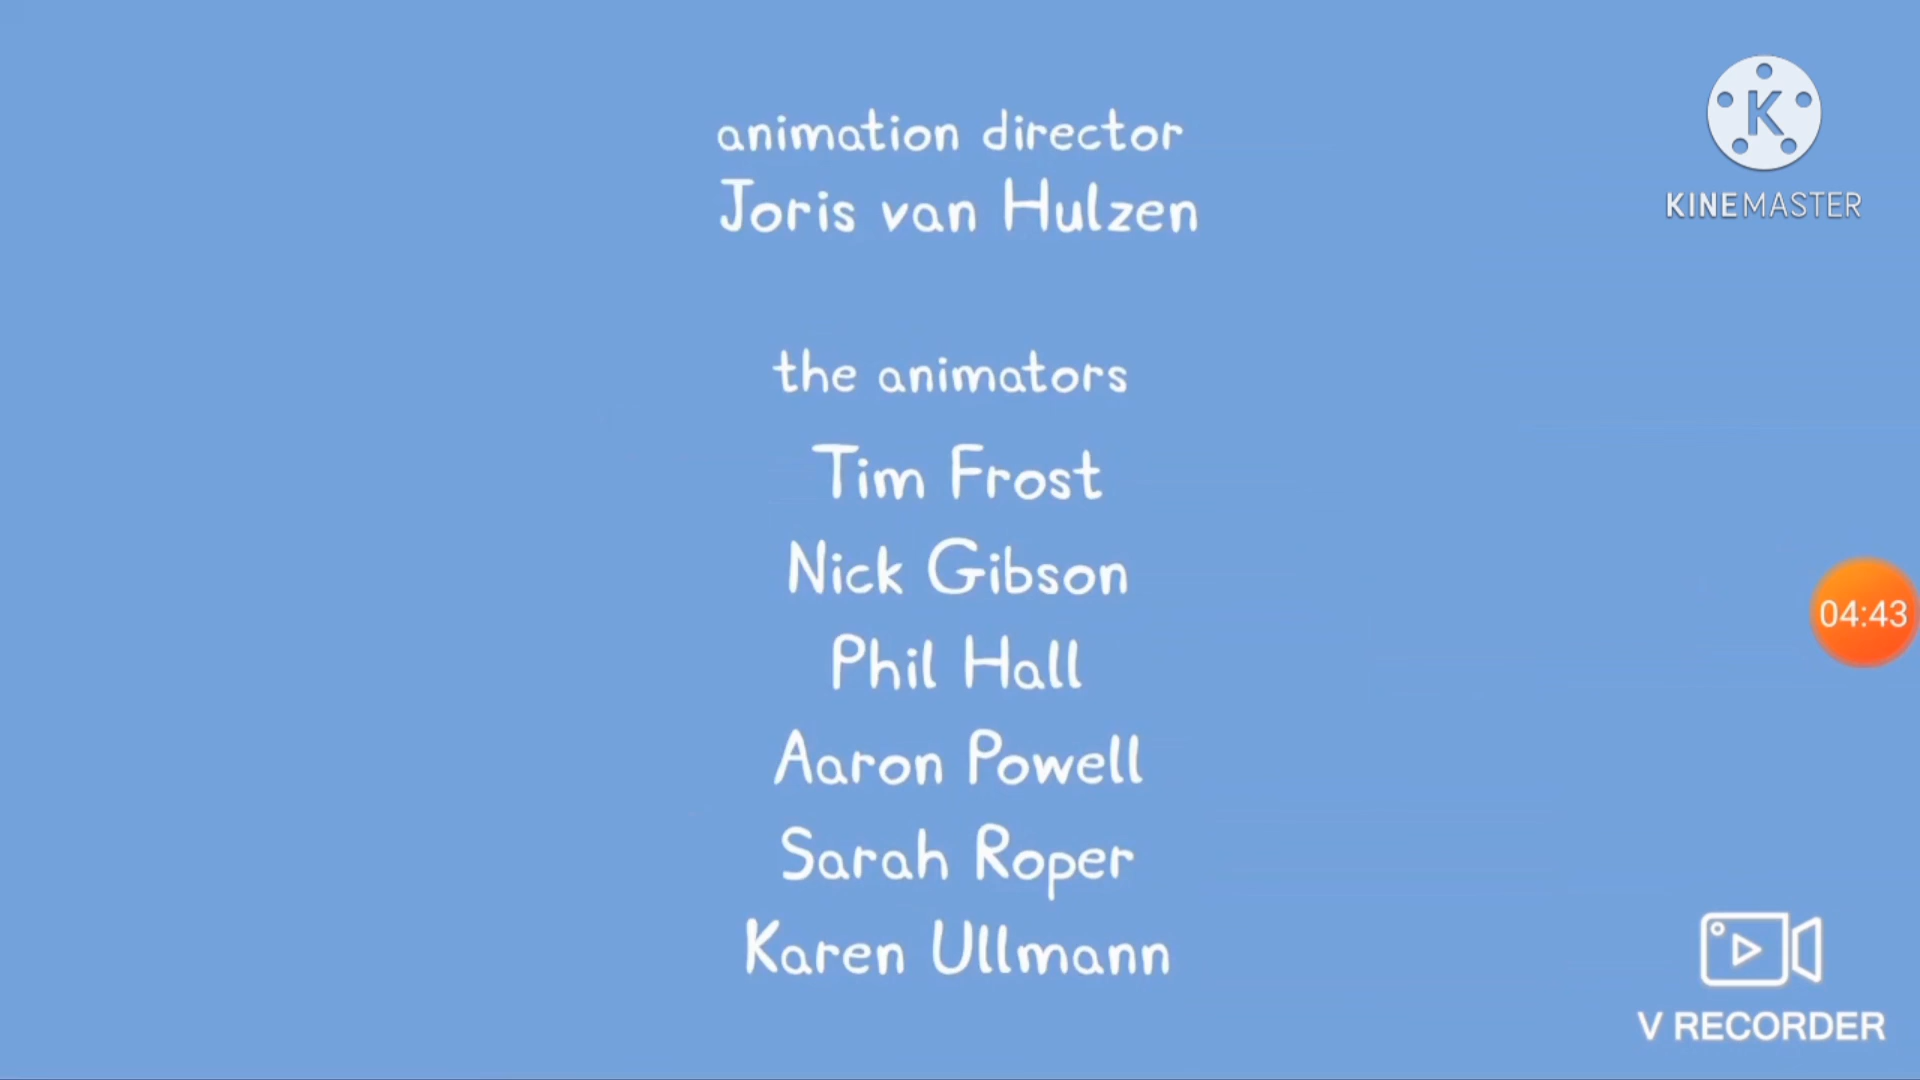 animation director
Joris van Hulzen
the animators
Tim Frost
Nick Gibson
Phil Hall
Aaron Powell
Sarah Roper
Karen Ullmann
K
KINEMASTER
04:43
V RECORDER